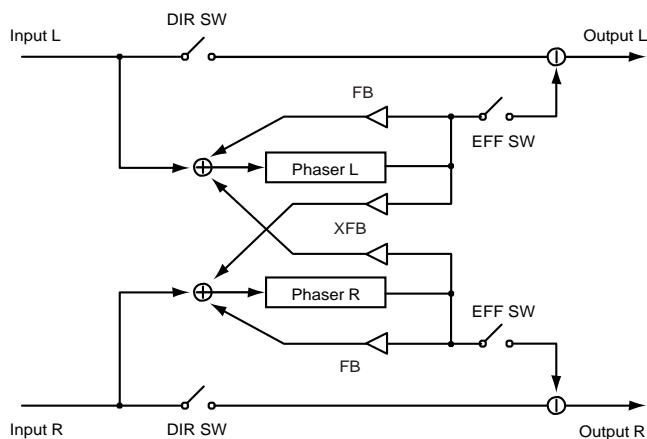 DIR SW
Input L
Output L
FB
EFF SW
Phaser L
XFB
Phaser R
EFF SW
FB
Input R
DIR SW
Output R